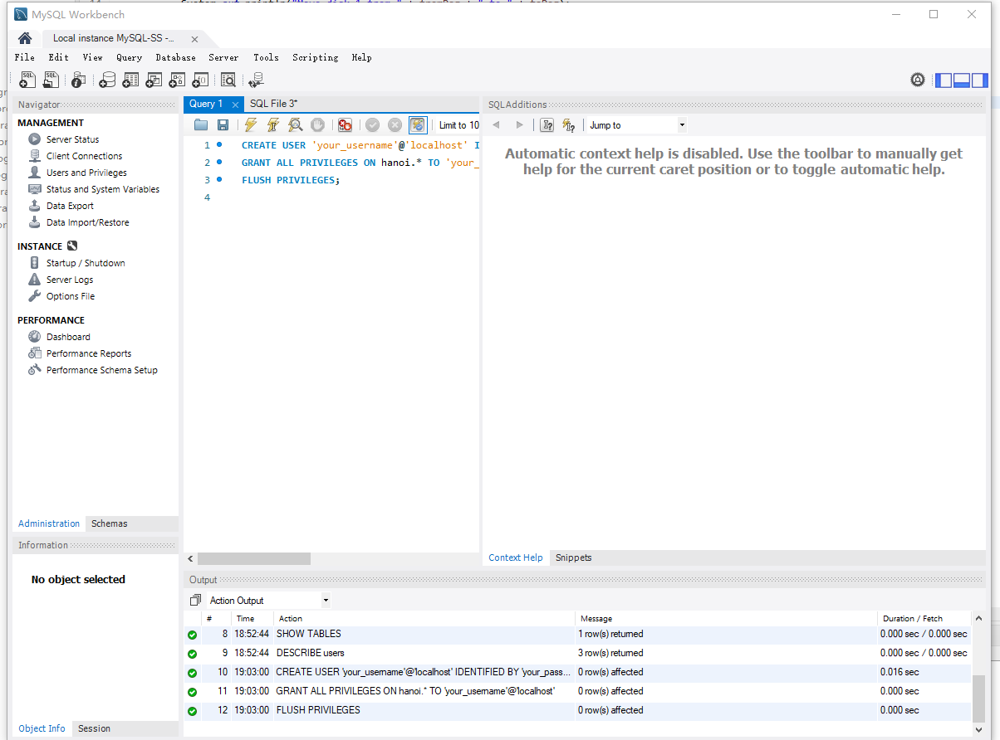 System.out.println("Move disk 1 from " + fromPeg + " to " + toPeg);
MySQL Workbench
Local instance MySQL-SS -...
File Edit View Query Database Server Tools Scripting Help
Navigator
MANAGEMENT
Server Status
Client Connections
Users and Privileges
Status and System Variables
Data Export
Data Import/Restore
INSTANCE
Startup / Shutdown
Server Logs
Options File
PERFORMANCE
Dashboard
Performance Reports
Performance Schema Setup
Administration Schemas
Information
No object selected
Object Info Session
Query 1 SQL File 3*
Limit to 10
1 CREATE USER 'your_username'@'localhost' I
2 GRANT ALL PRIVILEGES ON hanoi.* TO 'your_
3 FLUSH PRIVILEGES;
4
SQLAdditions
Jump to
Automatic context help is disabled. Use the toolbar to manually get
help for the current caret position or to toggle automatic help.
Context Help Snippets
Output
Action Output
# Time Action Message Duration / Fetch
8 18:52:44 SHOW TABLES 1 row(s) returned 0.000 sec / 0.000 sec
9 18:52:44 DESCRIBE users 3 row(s) returned 0.000 sec / 0.000 sec
10 19:03:00 CREATE USER 'your_username'@'localhost' IDENTIFIED BY 'your_pass... 0 row(s) affected 0.016 sec
11 19:03:00 GRANT ALL PRIVILEGES ON hanoi.* TO 'your_username'@'localhost' 0 row(s) affected 0.000 sec
12 19:03:00 FLUSH PRIVILEGES 0 row(s) affected 0.000 sec